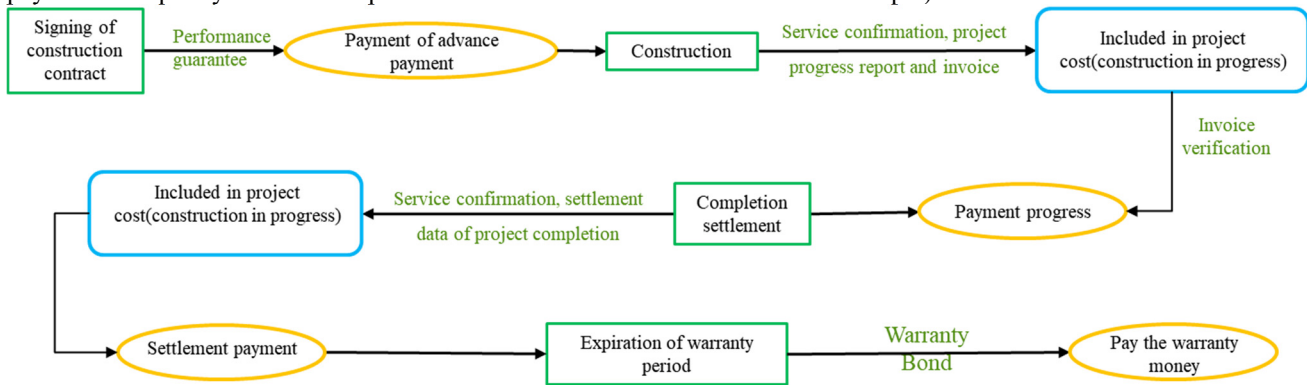 Signing of
construction
contract
Performance
guarantee
Payment of advance
payment
Construction
Service confirmation, project
progress report and invoice
Included in project
cost(construction in progress)
Invoice
verification
Included in project
cost(construction in progress)
Service confirmation, settlement
data of project completion
Completion
settlement
Payment progress
Settlement payment
Expiration of warranty
period
Warranty
Bond
Pay the warranty
money